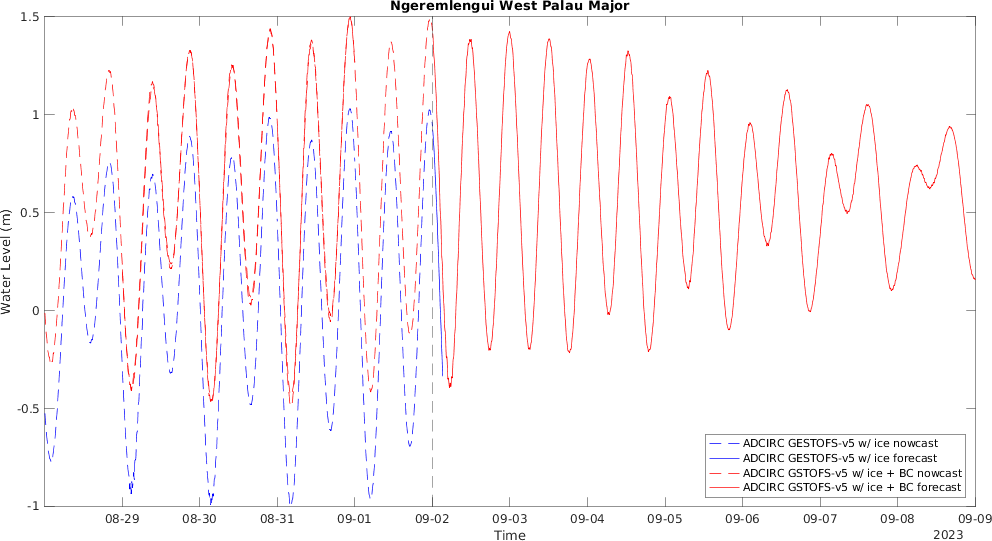 Ngeremlengui West Palau Major
1.5
1
0.5
0
-0.5
-1
Water Level (m)
ADCIRC GESTOFS-v5 w/ ice nowcast
ADCIRC GESTOFS-v5 w/ ice forecast
ADCIRC GSTOFS-v5 w/ ice + BC nowcast
ADCIRC GSTOFS-v5 w/ ice + BC forecast
08-29 08-30 08-31 09-01 09-02 09-03 09-04 09-05 09-06 09-07 09-08 09-09
Time
2023